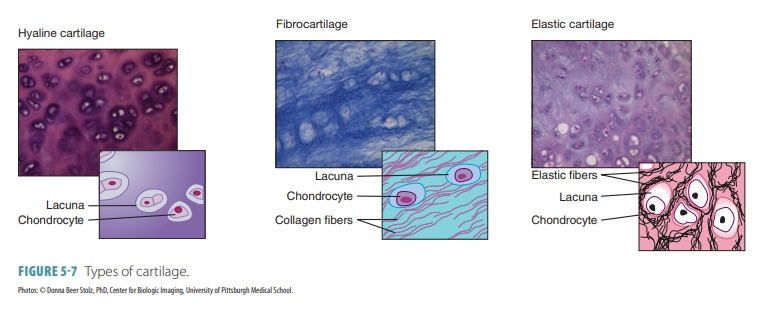 Hyaline cartilage
Lacuna
Chondrocyte
Fibrocartilage
Lacuna
Chondrocyte
Collagen fibers
Elastic cartilage
Elastic fibers
Lacuna
Chondrocyte
FIGURE 5-7 Types of cartilage.
Photos: © Donna Beer Stolz, PhD, Center for Biologic Imaging, University of Pittsburgh Medical School.